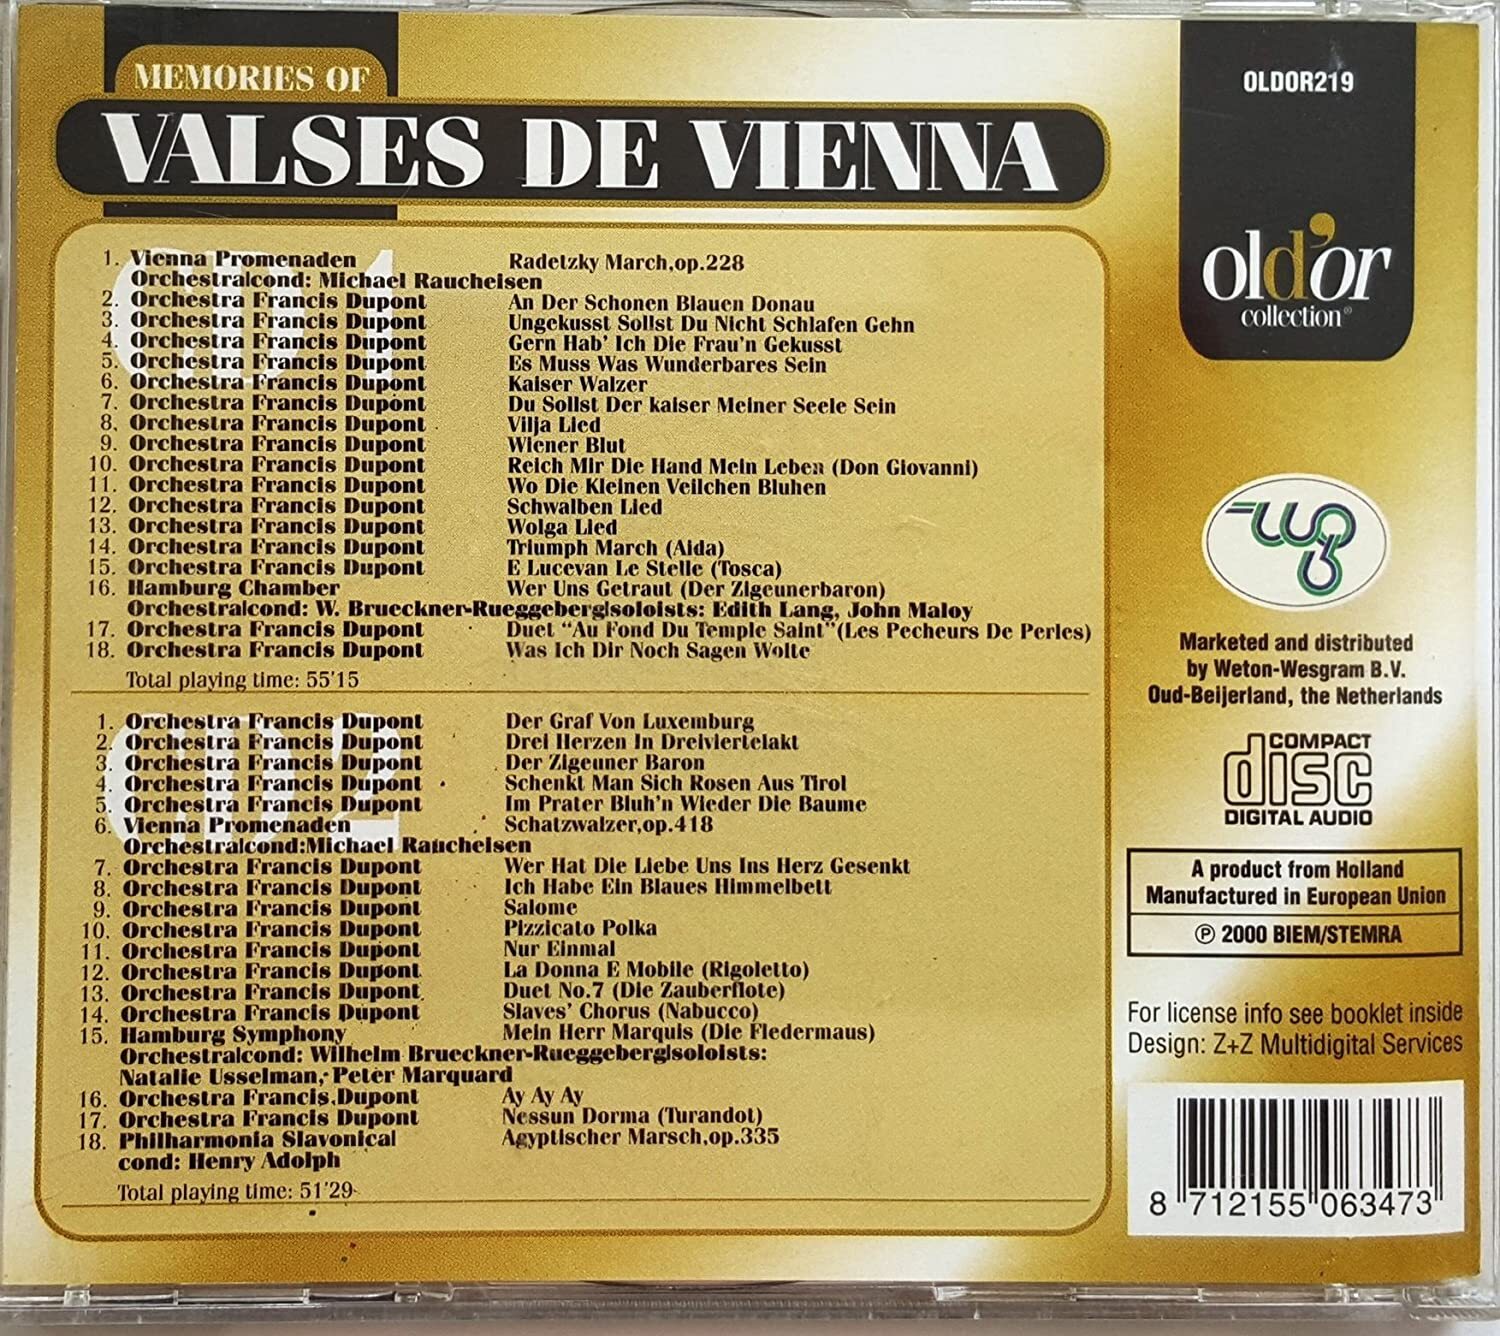 MEMORIES OF
VALSES DE VIENNA
CD1
1. Vienna Promenaden Radetzky March,op.228
Orchestra|cond: Michael Raucheisen
2. Orchestra Francis Dupont An Der Schonen Blauen Donau
3. Orchestra Francis Dupont Ungekusst Sollst Du Nicht Schlafen Gehn
4. Orchestra Francis Dupont Gern Hab' Ich Die Frau'n Gekusst
5. Orchestra Francis Dupont Es Muss Was Wunderbares Sein
6. Orchestra Francis Dupont Kaiser Walzer
7. Orchestra Francis Dupont Du Sollst Der kaiser Meiner Seele Sein
8. Orchestra Francis Dupont Vilja Lied
9. Orchestra Francis Dupont Wiener Blut
10. Orchestra Francis Dupont Reich Mir Die Hand Mein Leben (Don Giovanni)
11. Orchestra Francis Dupont Wo Die Kleinen Veilchen Bluhen
12. Orchestra Francis Dupont Schwalben Lied
13. Orchestra Francis Dupont Wolga Lied
14. Orchestra Francis Dupont Triumph March (Aida)
15. Orchestra Francis Dupont E Lucevan Le Stelle (Tosca)
16. Hamburg Chamber Wer Uns Getraut (Der Zigeunerbaron)
Orchestra|cond: W. Brueckner-Rueggeberg|soloists: Edith Lang, John Maloy
17. Orchestra Francis Dupont Duet "Au Fond Du Temple Saint"(Les Pecheurs De Perles)
18. Orchestra Francis Dupont Was Ich Dir Noch Sagen Wolte
Total playing time: 55'15
CD2
1. Orchestra Francis Dupont Der Graf Von Luxemburg
2. Orchestra Francis Dupont Drei Herzen In Dreiviertelakt
3. Orchestra Francis Dupont Der Zigeuner Baron
4. Orchestra Francis Dupont Schenkt Man Sich Rosen Aus Tirol
5. Orchestra Francis Dupont Im Prater Bluh'n Wieder Die Baume
6. Vienna Promenaden Schatzwalzer,op.418
Orchestra|cond:Michael Raucheisen
7. Orchestra Francis Dupont Wer Hat Die Liebe Uns Ins Herz Gesenkt
8. Orchestra Francis Dupont Ich Habe Ein Blaues Himmelbett
9. Orchestra Francis Dupont Salome
10. Orchestra Francis Dupont Pizzicato Polka
11. Orchestra Francis Dupont Nur Einmal
12. Orchestra Francis Dupont La Donna E Mobile (Rigoletto)
13. Orchestra Francis Dupont Duet No.7 (Die Zauberflote)
14. Orchestra Francis Dupont Slaves' Chorus (Nabucco)
15. Hamburg Symphony Mein Herr Marquis (Die Fledermaus)
Orchestra|cond: Wilhelm Brueckner-Rueggeberg|soloists:
Natalie Usselman, Peter Marquard
16. Orchestra Francis Dupont Ay Ay Ay
17. Orchestra Francis Dupont Nessun Dorma (Turandot)
18. Philharmonia Slavonical Agyptischer Marsch,op.335
cond: Henry Adolph
Total playing time: 51'29
OLDOR219
old'or
collection®
wgb
Marketed and distributed
by Weton-Wesgram B.V.
Oud-Beijerland, the Netherlands
COMPACT
disc
DIGITAL AUDIO
A product from Holland
Manufactured in European Union
℗ 2000 BIEM/STEMRA
For license info see booklet inside
Design: Z+Z Multidigital Services
8 712155 063473